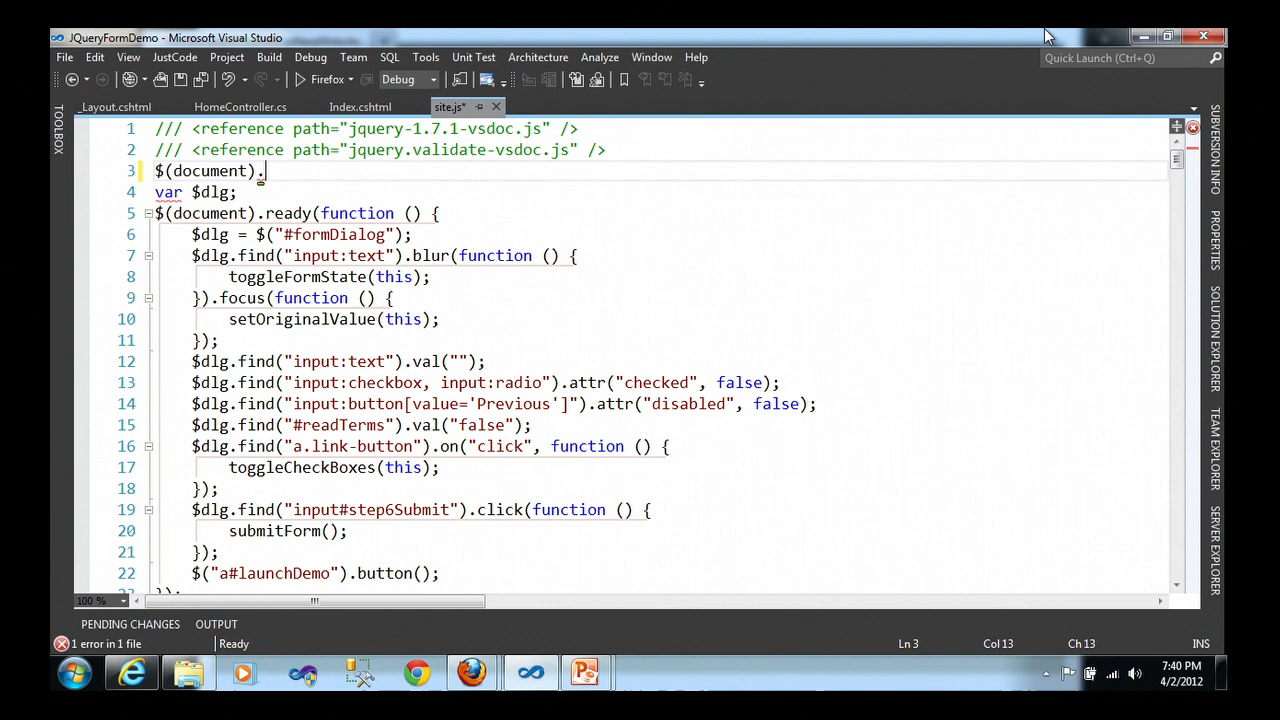 JQueryFormDemo - Microsoft Visual Studio
File Edit View JustCode Project Build Debug Team SQL Tools Test Architecture Analyze Window Help
Quick Launch (Ctrl+Q)
Firefox Debug
_Layout.cshtml HomeController.cs Index.cshtml site.js*
TOOLBOX
1 /// <reference path="jquery-1.7.1-vsdoc.js" />
2 /// <reference path="jquery.validate-vsdoc.js" />
3 $(document).
4 var $dlg;
5 $(document).ready(function () {
6 $dlg = $("#formDialog");
7 $dlg.find("input:text").blur(function () {
8 toggleFormState(this);
9 }).focus(function () {
10 setOriginalValue(this);
11 });
12 $dlg.find("input:text").val("");
13 $dlg.find("input:checkbox, input:radio").attr("checked", false);
14 $dlg.find("input:button[value='Previous']").attr("disabled", false);
15 $dlg.find("#readTerms").val("false");
16 $dlg.find("a.link-button").on("click", function () {
17 toggleCheckBoxes(this);
18 });
19 $dlg.find("input#step6Submit").click(function () {
20 submitForm();
21 });
22 $("a#launchDemo").button();
SUBVERSION INFO
PROPERTIES
SOLUTION EXPLORER
TEAM EXPLORER
SERVER EXPLORER
100 %
PENDING CHANGES OUTPUT
1 error in 1 file Ready Ln 3 Col 13 Ch 13 INS
7:40 PM
4/2/2012